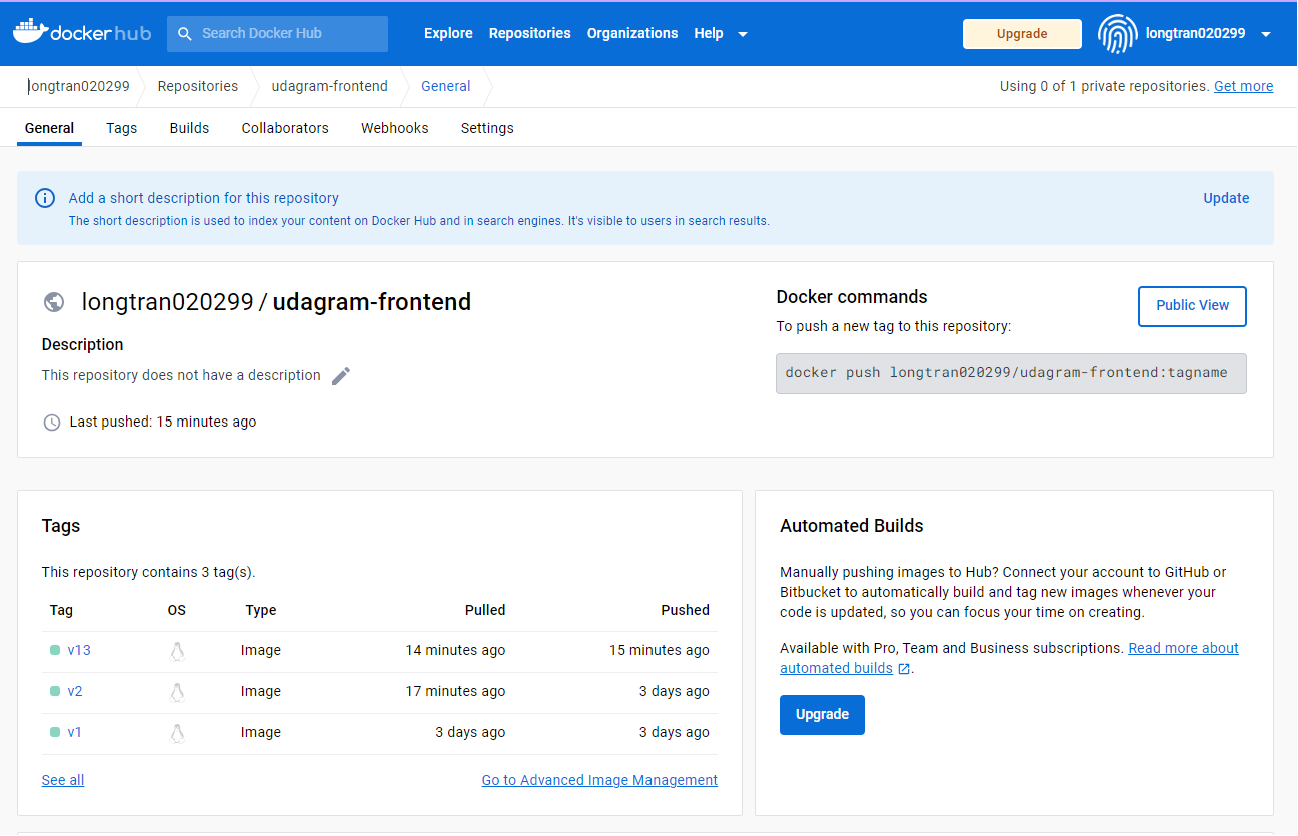 dockerhub Search Docker Hub Explore Repositories Organizations Help Upgrade longtran020299
longtran020299 Repositories udagram-frontend General Using 0 of 1 private repositories. Get more
General Tags Builds Collaborators Webhooks Settings
Add a short description for this repository Update
The short description is used to index your content on Docker Hub and in search engines. It's visible to users in search results.
longtran020299 / udagram-frontend
Description
This repository does not have a description
Last pushed: 15 minutes ago
Docker commands
Public View
To push a new tag to this repository:
docker push longtran020299/udagram-frontend:tagname
Tags
This repository contains 3 tag(s).
Tag OS Type Pulled Pushed
v13 Image 14 minutes ago 15 minutes ago
v2 Image 17 minutes ago 3 days ago
v1 Image 3 days ago 3 days ago
See all Go to Advanced Image Management
Automated Builds
Manually pushing images to Hub? Connect your account to GitHub or
Bitbucket to automatically build and tag new images whenever your
code is updated, so you can focus your time on creating.
Available with Pro, Team and Business subscriptions. Read more about
automated builds .
Upgrade